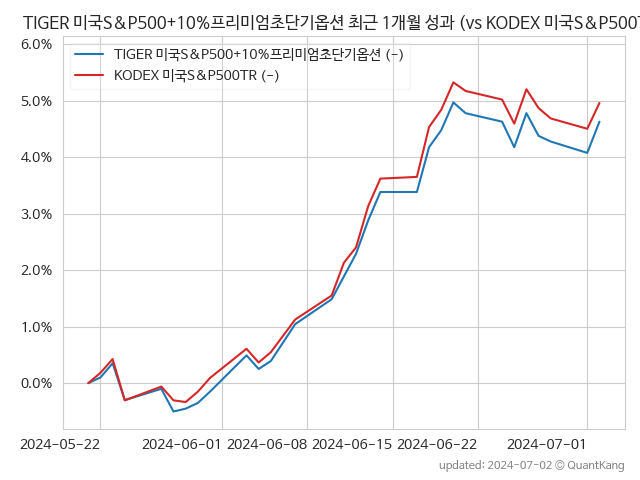 TIGER 미국S&P500+10%프리미엄초단기옵션 최근 1개월 성과 (vs KODEX 미국S&P500T
6.0%
TIGER 미국S&P500+10%프리미엄초단기옵션 (-)
KODEX 미국S&P500TR (-)
5.0%
4.0%
3.0%
2.0%
1.0%
0.0%
2024-05-22 2024-06-01 2024-06-08 2024-06-15 2024-06-22 2024-07-01
updated: 2024-07-02 © QuantKang